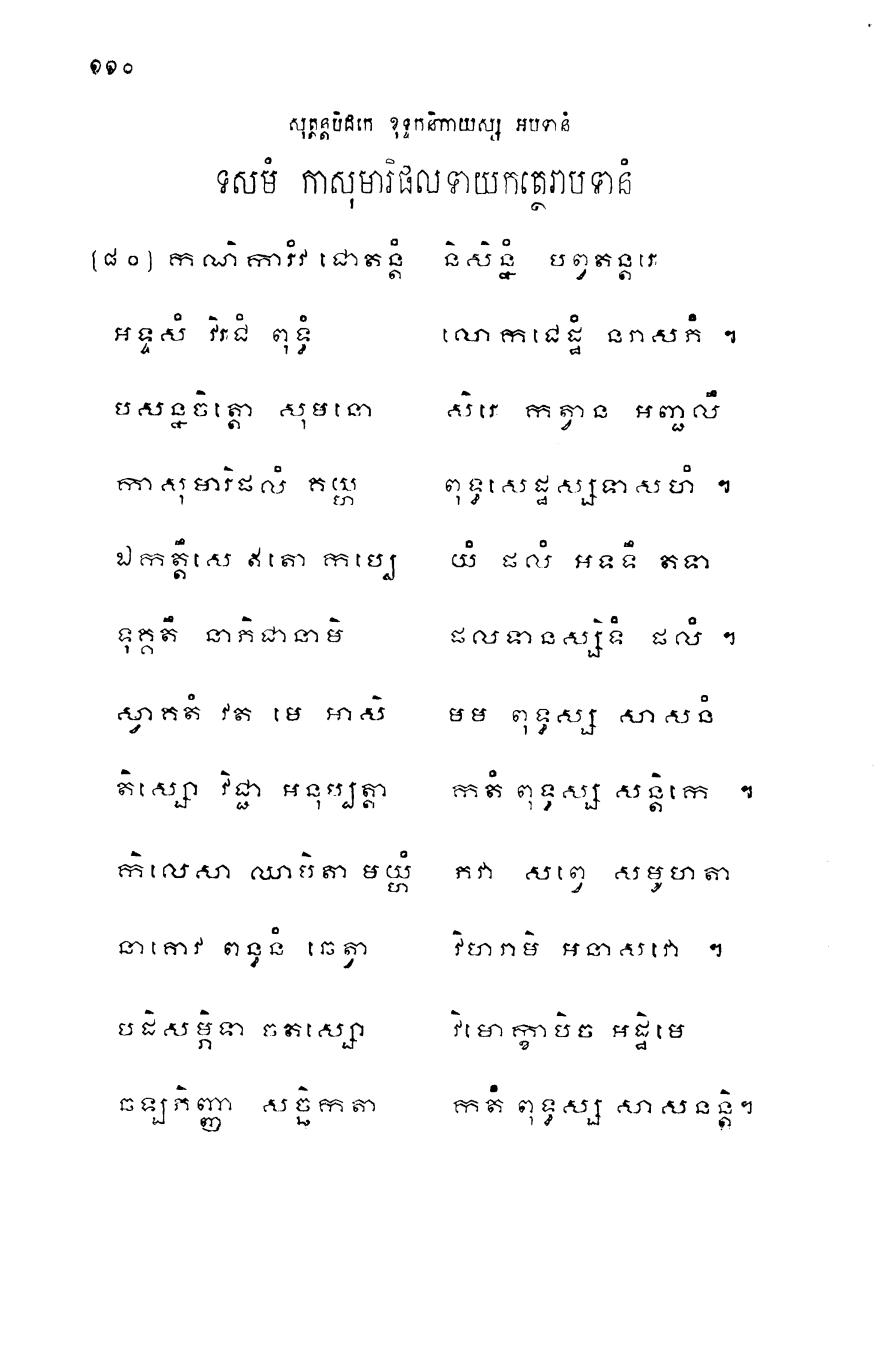 ១១០
សុត្តន្តបិដកេ ខុទ្ទកនិកាយស្ស អបទានំ
ទសមំ កាសុមារិផលទាយកត្ថេរាបទានំ
(៨០) កណិការំវ ជោតន្តំ និសិន្នំ បព្វតន្តរេ
អទ្ទសំ វិរជំ ពុទ្ធំ លោកជេដ្ឋំ នរាសភំ ៗ
បសន្នចិត្តោ សុមនោ សិរេ កត្វាន អញ្ជលឹ
កាសុមារិផលំ គយ្ហ ពុទ្ធសេដ្ឋស្សទាសហំ ៗ
ឯកត្តឹសេ ឥតោ កប្បេ យំ ផលំ អទទឹ តទា
ទុគ្គតឹ នាភិជានាមិ ផលទានស្សិទំ ផលំ ៗ
ស្វាគតំ វត មេ អាសិ មម ពុទ្ធស្ស សាសនំ
តិស្សោ វិជ្ជា អនុប្បត្តា កតំ ពុទ្ធស្ស សន្តិកេ ៗ
កិលេសា ឈាបិតា មយ្ហំ ភវា សព្វេ សមូហតា
នាគោវ ពន្ធនំ ឆេត្វា វិហរាមិ អនាសវោ ៗ
បដិសម្ភិទា ចតស្សោ វិមោក្ខាបិច អដ្ឋិមេ
ឆឡភិញ្ញា សច្ឆិកតា កតំ ពុទ្ធស្ស សាសនន្តិ។